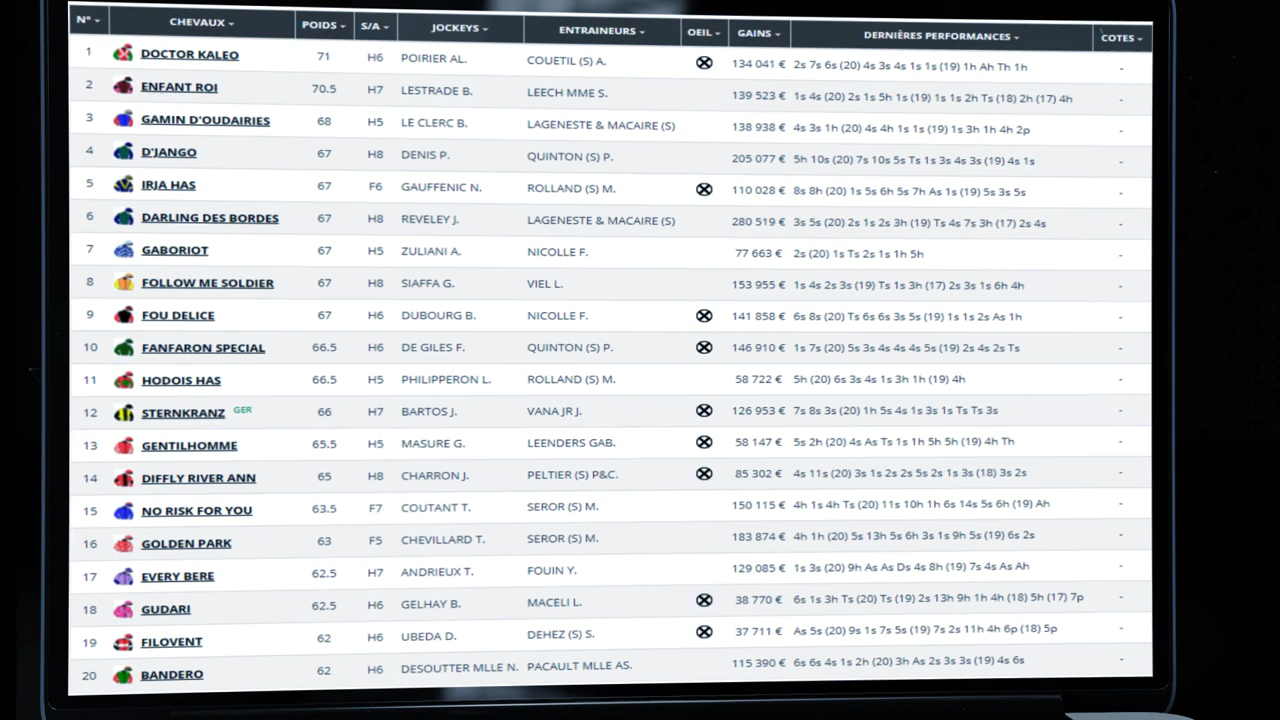 N° CHEVAUX POIDS S/A JOCKEYS ENTRAINEURS OEIL GAINS DERNIÈRES PERFORMANCES COTES
1 DOCTOR KALEO 71 H6 POIRIER AL. COUETIL (S) A. 134 041 € 2s 7s 6s (20) 4s 3s 4s 1s 1s (19) 1h Ah Th 1h -
2 ENFANT ROI 70.5 H7 LESTRADE B. LEECH MME S. 139 523 € 1s 4s (20) 2s 1s 5h 1s (19) 1s 1s 2h Ts (18) 2h (17) 4h -
3 GAMIN D'OUDAIRIES 68 H5 LE CLERC B. LAGENESTE & MACAIRE (S) 138 938 € 4s 3s 1h (20) 4s 4h 1s 1s (19) 1s 3h 1h 4h 2p -
4 D'JANGO 67 H8 DENIS P. QUINTON (S) P. 205 077 € 5h 10s (20) 7s 10s 5s Ts 1s 3s 4s 3s (19) 4s 1s -
5 IRJA HAS 67 F6 GAUFFENIC N. ROLLAND (S) M. 110 028 € 8s 8h (20) 1s 5s 6h 5s 7h As 1s (19) 5s 3s 5s -
6 DARLING DES BORDES 67 H8 REVELEY J. LAGENESTE & MACAIRE (S) 280 519 € 3s 5s (20) 2s 1s 2s 3h (19) Ts 4s 7s 3h (17) 2s 4s -
7 GABORIOT 67 H5 ZULIANI A. NICOLLE F. 77 663 € 2s (20) 1s Ts 2s 1s 1h 5h -
8 FOLLOW ME SOLDIER 67 H8 SIAFFA G. VIEL L. 153 955 € 1s 4s 2s 3s (19) Ts 1s 3h (17) 2s 3s 1s 6h 4h -
9 FOU DELICE 67 H6 DUBOURG B. NICOLLE F. 141 858 € 6s 8s (20) Ts 6s 6s 3s 5s (19) 1s 1s 2s As 1h -
10 FANFARON SPECIAL 66.5 H6 DE GILES F. QUINTON (S) P. 146 910 € 1s 7s (20) 5s 3s 4s 4s 4s 5s (19) 2s 4s 2s Ts -
11 HODOIS HAS 66.5 H5 PHILIPPERON L. ROLLAND (S) M. 58 722 € 5h (20) 6s 3s 4s 1s 3h 1h (19) 4h -
12 STERNKRANZ GER 66 H7 BARTOS J. VANA JR J. 126 953 € 7s 8s 3s (20) 1h 5s 4s 1s 3s 1s Ts Ts 3s -
13 GENTILHOMME 65.5 H5 MASURE G. LEENDERS GAB. 58 147 € 5s 2h (20) 4s As Ts 1s 1h 5h 5h (19) 4h Th -
14 DIFFLY RIVER ANN 65 H8 CHARRON J. PELTIER (S) P&C. 85 302 € 4s 11s (20) 3s 1s 2s 2s 5s 2s 1s 3s (18) 3s 2s -
15 NO RISK FOR YOU 63.5 F7 COUTANT T. SEROR (S) M. 150 115 € 4h 1s 4h Ts (20) 11s 10h 1h 6s 14s 5s 6h (19) Ah -
16 GOLDEN PARK 63 F5 CHEVILLARD T. SEROR (S) M. 183 874 € 4h 1h (20) 5s 13h 5s 6h 3s 1s 9h 5s (19) 6s 2s -
17 EVERY BERE 62.5 H7 ANDRIEUX T. FOUIN Y. 129 085 € 1s 3s (20) 9h As As Ds 4s 8h (19) 7s 4s As Ah -
18 GUDARI 62.5 H6 GELHAY B. MACELI L. 38 770 € 6s 1s 3h Ts (20) Ts (19) 2s 13h 9h 1h 4h (18) 5h (17) 7p -
19 FILOVENT 62 H6 UBEDA D. DEHEZ (S) S. 37 711 € As 5s (20) 9s 1s 7s 5s (19) 7s 2s 11h 4h 6p (18) 5p -
20 BANDERO 62 H6 DESOUTTER MLLE N. PACAULT MLLE AS. 115 390 € 6s 6s 4s 1s 2h (20) 3h As 2s 3s 3s (19) 4s 6s -